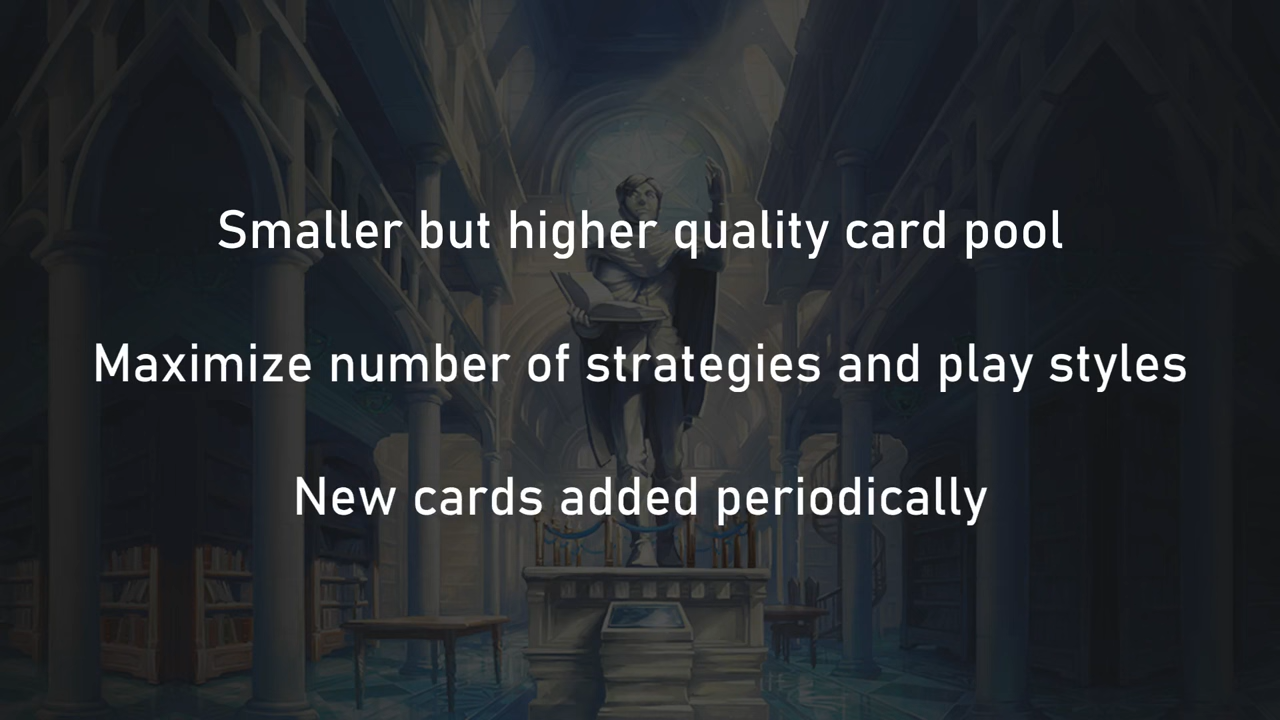 Smaller but higher quality card pool
Maximize number of strategies and play styles
New cards added periodically